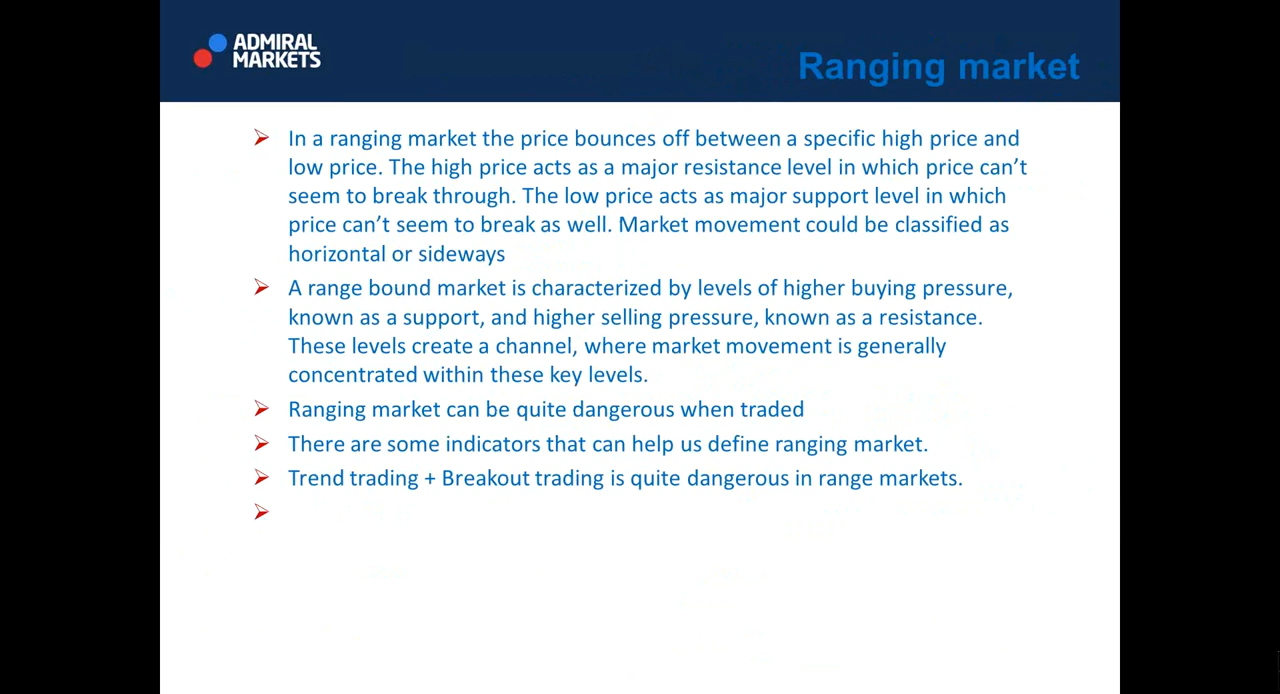 ADMIRAL
MARKETS
Ranging market
In a ranging market the price bounces off between a specific high price and
low price. The high price acts as a major resistance level in which price can’t
seem to break through. The low price acts as major support level in which
price can’t seem to break as well. Market movement could be classified as
horizontal or sideways
A range bound market is characterized by levels of higher buying pressure,
known as a support, and higher selling pressure, known as a resistance.
These levels create a channel, where market movement is generally
concentrated within these key levels.
Ranging market can be quite dangerous when traded
There are some indicators that can help us define ranging market.
Trend trading + Breakout trading is quite dangerous in range markets.